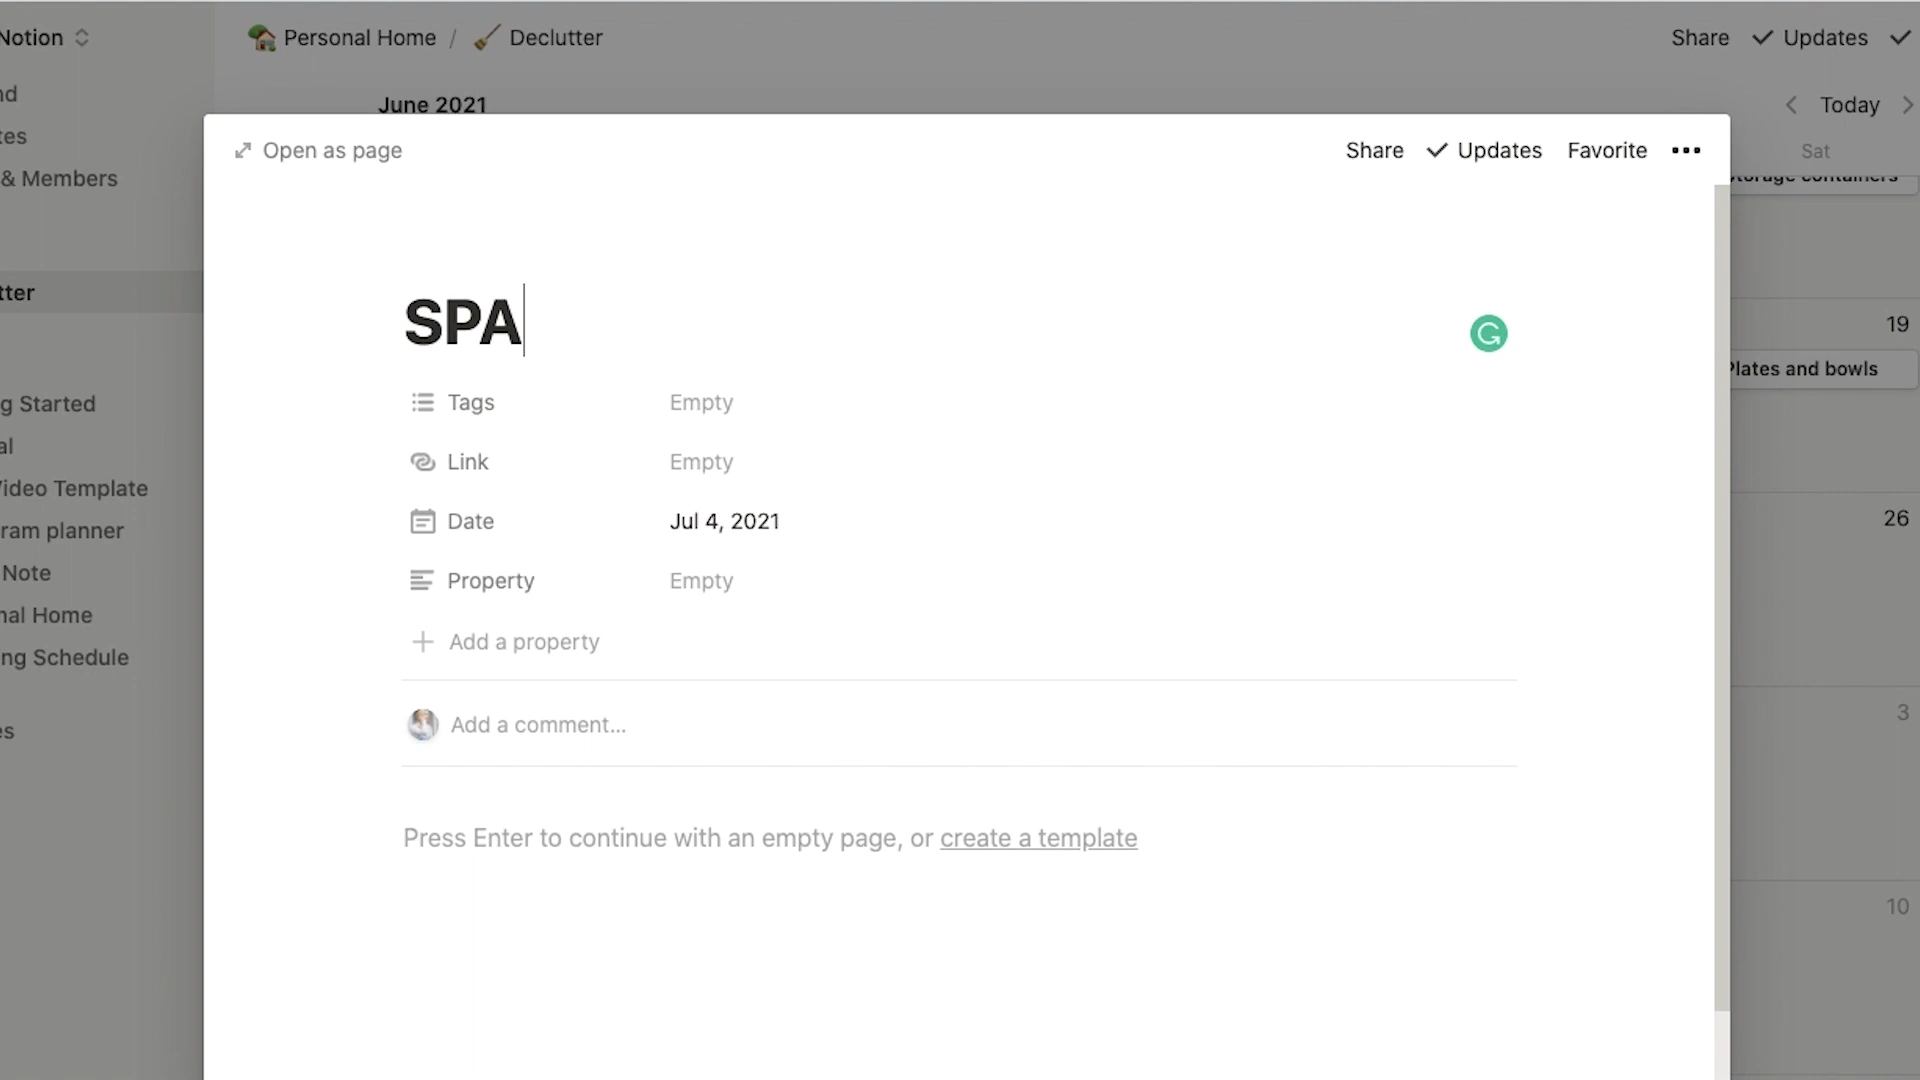 Notion
Personal Home / Declutter
Share Updates
nd
June 2021
Today
tes
Open as page
Share Updates Favorite
Sat
& Members
Storage containers
tter
SPA
19
Plates and bowls
Tags Empty
g Started
al
Link Empty
Video Template
26
Date Jul 4, 2021
ram planner
Note
Property Empty
nal Home
Add a property
ng Schedule
3
Add a comment...
es
Press Enter to continue with an empty page, or create a template
10